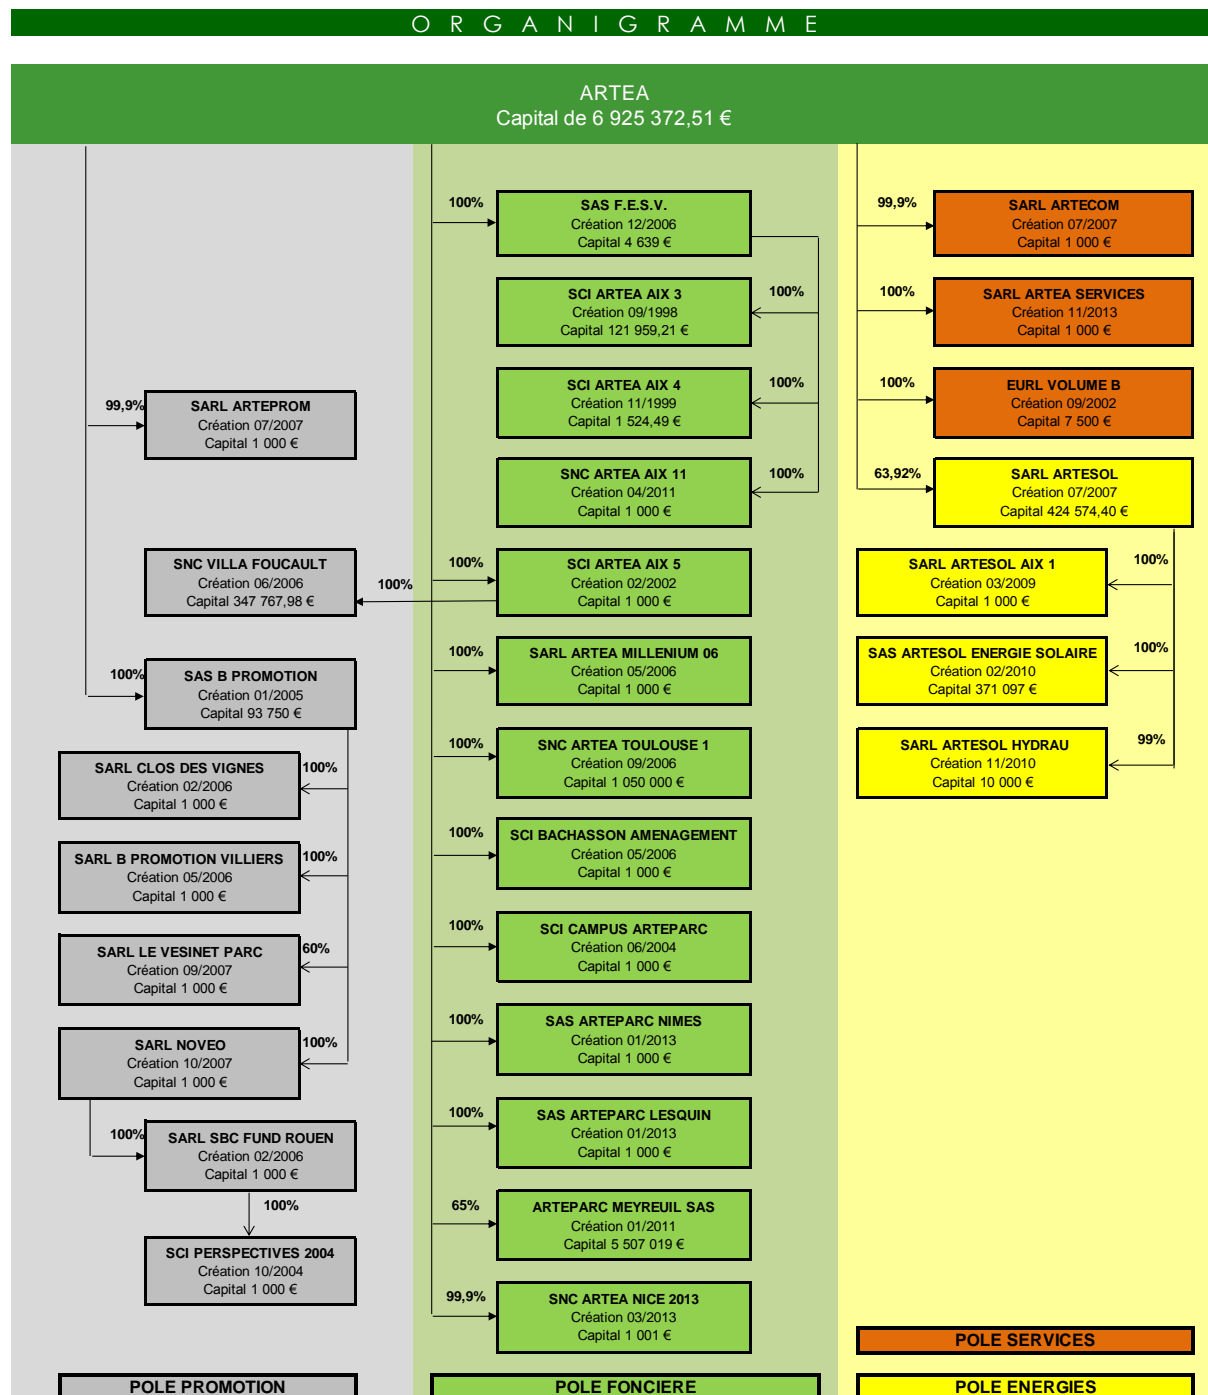 ORGANIGRAMME
ARTEA
Capital de 6 925 372,51 €
99,9%
SARL ARTEPROM
Création 07/2007
Capital 1 000 €
SNC VILLA FOUCAULT
Création 06/2006
Capital 347 767,98 €
100%
100%
SAS B PROMOTION
Création 01/2005
Capital 93 750 €
SARL CLOS DES VIGNES
Création 02/2006
Capital 1 000 €
100%
SARL B PROMOTION VILLIERS
Création 05/2006
Capital 1 000 €
100%
SARL LE VESINET PARC
Création 09/2007
Capital 1 000 €
60%
SARL NOVEO
Création 10/2007
Capital 1 000 €
100%
100%
SARL SBC FUND ROUEN
Création 02/2006
Capital 1 000 €
100%
SCI PERSPECTIVES 2004
Création 10/2004
Capital 1 000 €
POLE PROMOTION
100%
SAS F.E.S.V.
Création 12/2006
Capital 4 639 €
SCI ARTEA AIX 3
Création 09/1998
Capital 121 959,21 €
100%
SCI ARTEA AIX 4
Création 11/1999
Capital 1 524,49 €
100%
SNC ARTEA AIX 11
Création 04/2011
Capital 1 000 €
100%
100%
SCI ARTEA AIX 5
Création 02/2002
Capital 1 000 €
100%
SARL ARTEA MILLENIUM 06
Création 05/2006
Capital 1 000 €
100%
SNC ARTEA TOULOUSE 1
Création 09/2006
Capital 1 050 000 €
100%
SCI BACHASSON AMENAGEMENT
Création 05/2006
Capital 1 000 €
100%
SCI CAMPUS ARTEPARC
Création 06/2004
Capital 1 000 €
100%
SAS ARTEPARC NIMES
Création 01/2013
Capital 1 000 €
100%
SAS ARTEPARC LESQUIN
Création 01/2013
Capital 1 000 €
65%
ARTEPARC MEYREUIL SAS
Création 01/2011
Capital 5 507 019 €
99,9%
SNC ARTEA NICE 2013
Création 03/2013
Capital 1 001 €
POLE FONCIERE
99,9%
SARL ARTECOM
Création 07/2007
Capital 1 000 €
100%
SARL ARTEA SERVICES
Création 11/2013
Capital 1 000 €
100%
EURL VOLUME B
Création 09/2002
Capital 7 500 €
63,92%
SARL ARTESOL
Création 07/2007
Capital 424 574,40 €
SARL ARTESOL AIX 1
Création 03/2009
Capital 1 000 €
100%
SAS ARTESOL ENERGIE SOLAIRE
Création 02/2010
Capital 371 097 €
100%
SARL ARTESOL HYDRAU
Création 11/2010
Capital 10 000 €
99%
POLE SERVICES
POLE ENERGIES